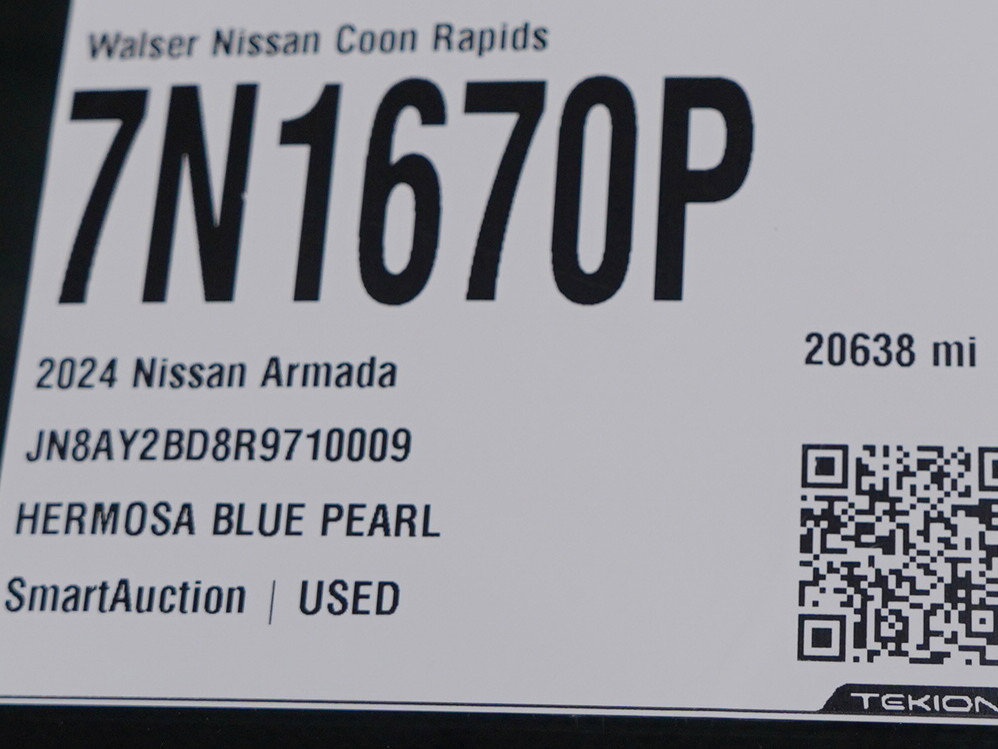 Walser Nissan Coon Rapids
7N1670P
2024 Nissan Armada
20638 mi
JN8AY2BD8R9710009
HERMOSA BLUE PEARL
SmartAuction | USED
TEKION